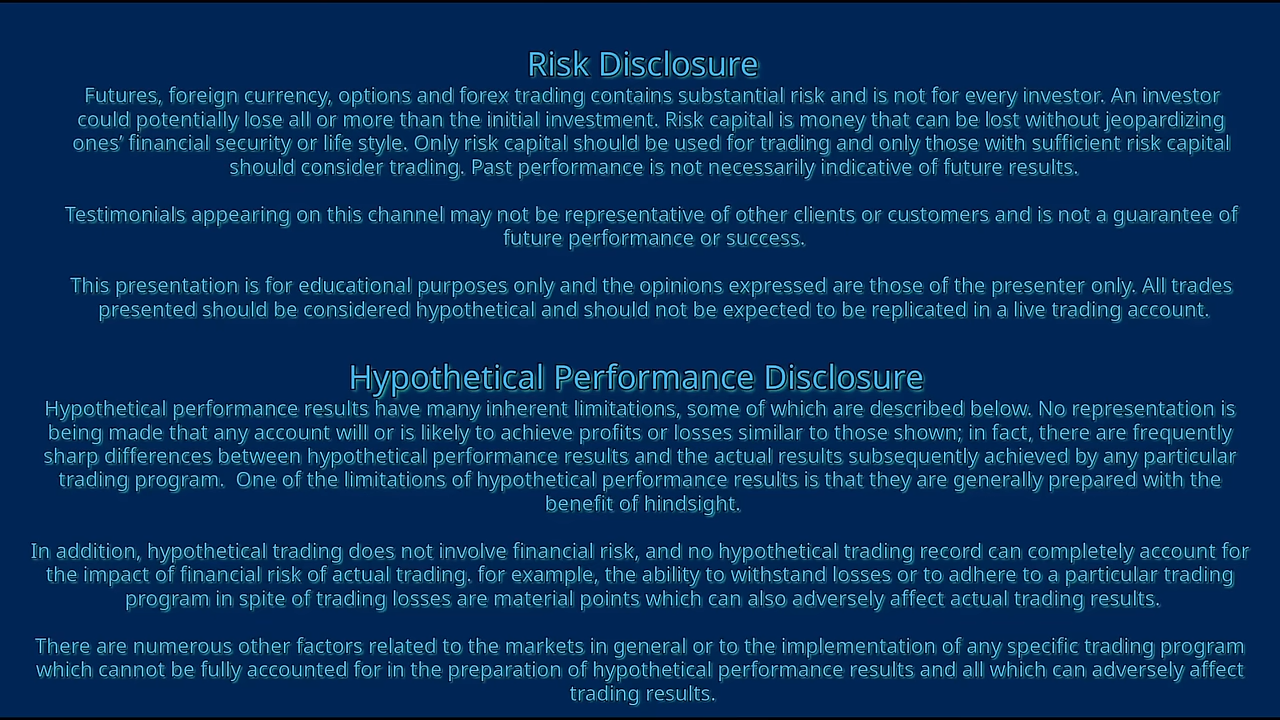 Risk Disclosure
Futures, foreign currency, options and forex trading contains substantial risk and is not for every investor. An investor
could potentially lose all or more than the initial investment. Risk capital is money that can be lost without jeopardizing
ones’ financial security or life style. Only risk capital should be used for trading and only those with sufficient risk capital
should consider trading. Past performance is not necessarily indicative of future results.
Testimonials appearing on this channel may not be representative of other clients or customers and is not a guarantee of
future performance or success.
This presentation is for educational purposes only and the opinions expressed are those of the presenter only. All trades
presented should be considered hypothetical and should not be expected to be replicated in a live trading account.
Hypothetical Performance Disclosure
Hypothetical performance results have many inherent limitations, some of which are described below. No representation is
being made that any account will or is likely to achieve profits or losses similar to those shown; in fact, there are frequently
sharp differences between hypothetical performance results and the actual results subsequently achieved by any particular
trading program.  One of the limitations of hypothetical performance results is that they are generally prepared with the
benefit of hindsight.
In addition, hypothetical trading does not involve financial risk, and no hypothetical trading record can completely account for
the impact of financial risk of actual trading. for example, the ability to withstand losses or to adhere to a particular trading
program in spite of trading losses are material points which can also adversely affect actual trading results.
There are numerous other factors related to the markets in general or to the implementation of any specific trading program
which cannot be fully accounted for in the preparation of hypothetical performance results and all which can adversely affect
trading results.